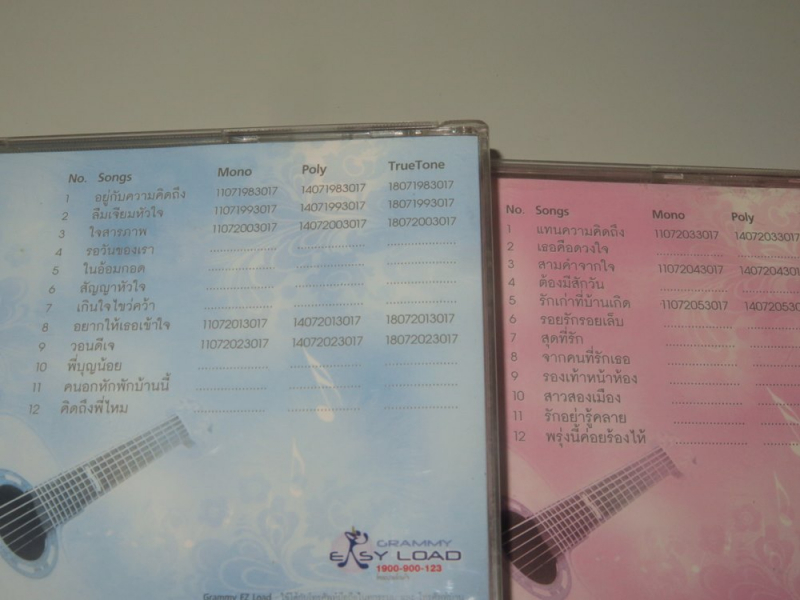 No. Songs Mono Poly TrueTone
1 อยู่กับความคิดถึง 11071983017 14071983017 18071983017
2 ลืมเจียมหัวใจ 11071993017 14071993017 18071993017
3 ใจสารภาพ 11072003017 14072003017 18072003017
4 รอวันของเรา
5 ในอ้อมกอด
6 สัญญาหัวใจ
7 เกินใจไขว่คว้า
8 อยากให้เธอเข้าใจ 11072013017 14072013017 18072013017
9 วอนดีเจ 11072023017 14072023017 18072023017
10 พี่บุญน้อย
11 คนอกหักพักบ้านนี้
12 คิดถึงพี่ไหม
GRAMMY
EASY LOAD
1900-900-123
Grammy EZ Load
No. Songs Mono Poly
1 แทนความคิดถึง 11072033017 14072033017
2 เธอคือดวงใจ
3 สามคำจากใจ 11072043017 1407204301
4 ต้องมีสักวัน
5 รักเก่าที่บ้านเกิด 11072053017 140720530
6 รอยรักรอยเล็บ
7 สุดที่รัก
8 จากคนที่รักเธอ
9 รองเท้าหน้าห้อง
10 สาวสองเมือง
11 รักอย่ารู้คลาย
12 พรุ่งนี้ค่อยร้องไห้